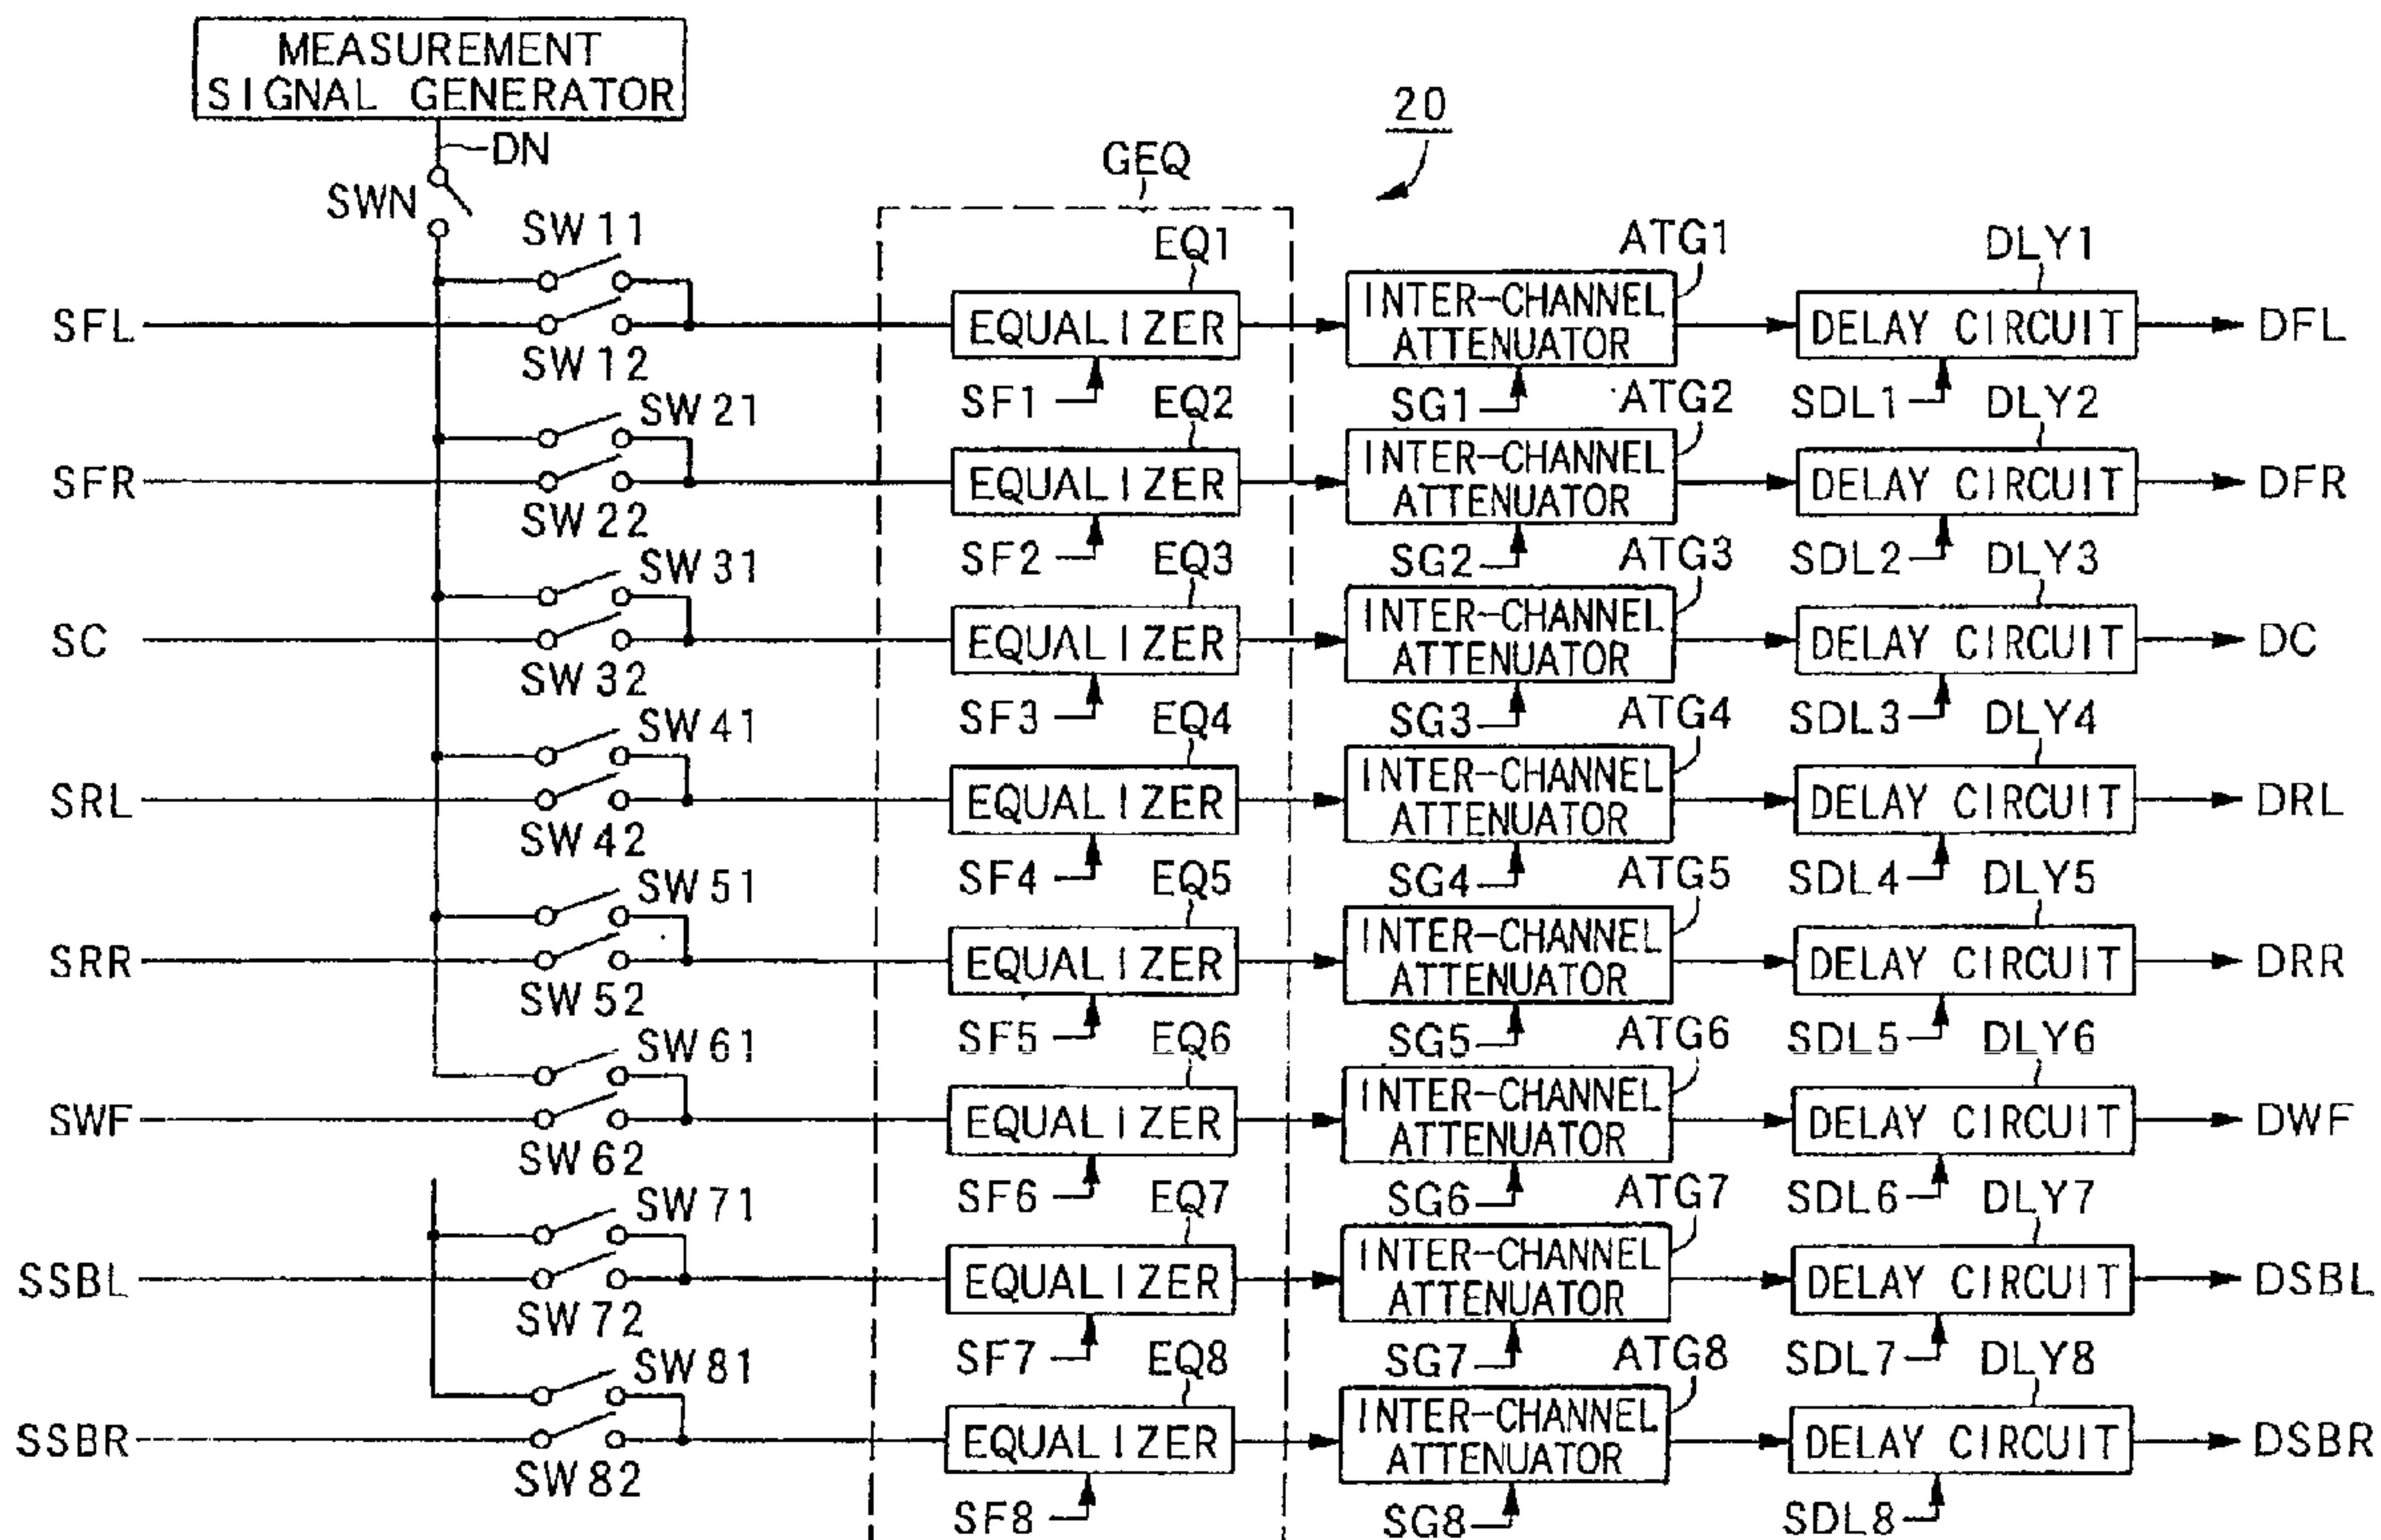 MEASUREMENT
SIGNAL GENERATOR
DN
SWN
20
GEQ
SW11
EQ1
ATG1
DLY1
SFL
EQUALIZER
INTER-CHANNEL
ATTENUATOR
DELAY CIRCUIT
DFL
SW12
SF1
SG1
SDL1
SW21
EQ2
ATG2
DLY2
SFR
EQUALIZER
INTER-CHANNEL
ATTENUATOR
DELAY CIRCUIT
DFR
SW22
SF2
SG2
SDL2
SW31
EQ3
ATG3
DLY3
SC
EQUALIZER
INTER-CHANNEL
ATTENUATOR
DELAY CIRCUIT
DC
SW32
SF3
SG3
SDL3
SW41
EQ4
ATG4
DLY4
SRL
EQUALIZER
INTER-CHANNEL
ATTENUATOR
DELAY CIRCUIT
DRL
SW42
SF4
SG4
SDL4
SW51
EQ5
ATG5
DLY5
SRR
EQUALIZER
INTER-CHANNEL
ATTENUATOR
DELAY CIRCUIT
DRR
SW52
SF5
SG5
SDL5
SW61
EQ6
ATG6
DLY6
SWF
EQUALIZER
INTER-CHANNEL
ATTENUATOR
DELAY CIRCUIT
DWF
SW62
SF6
SG6
SDL6
SW71
EQ7
ATG7
DLY7
SSBL
EQUALIZER
INTER-CHANNEL
ATTENUATOR
DELAY CIRCUIT
DSBL
SW72
SF7
SG7
SDL7
SW81
EQ8
ATG8
DLY8
SSBR
EQUALIZER
INTER-CHANNEL
ATTENUATOR
DELAY CIRCUIT
DSBR
SW82
SF8
SG8
SDL8